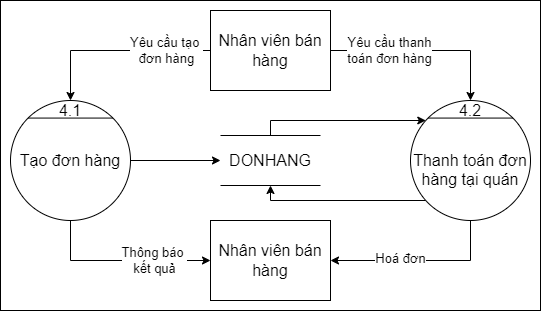 Yêu cầu tạo
đơn hàng
Nhân viên bán
hàng
Yêu cầu thanh
toán đơn hàng
4.1
Tạo đơn hàng
DONHANG
4.2
Thanh toán đơn
hàng tại quán
Thông báo
kết quả
Nhân viên bán
hàng
Hoá đơn